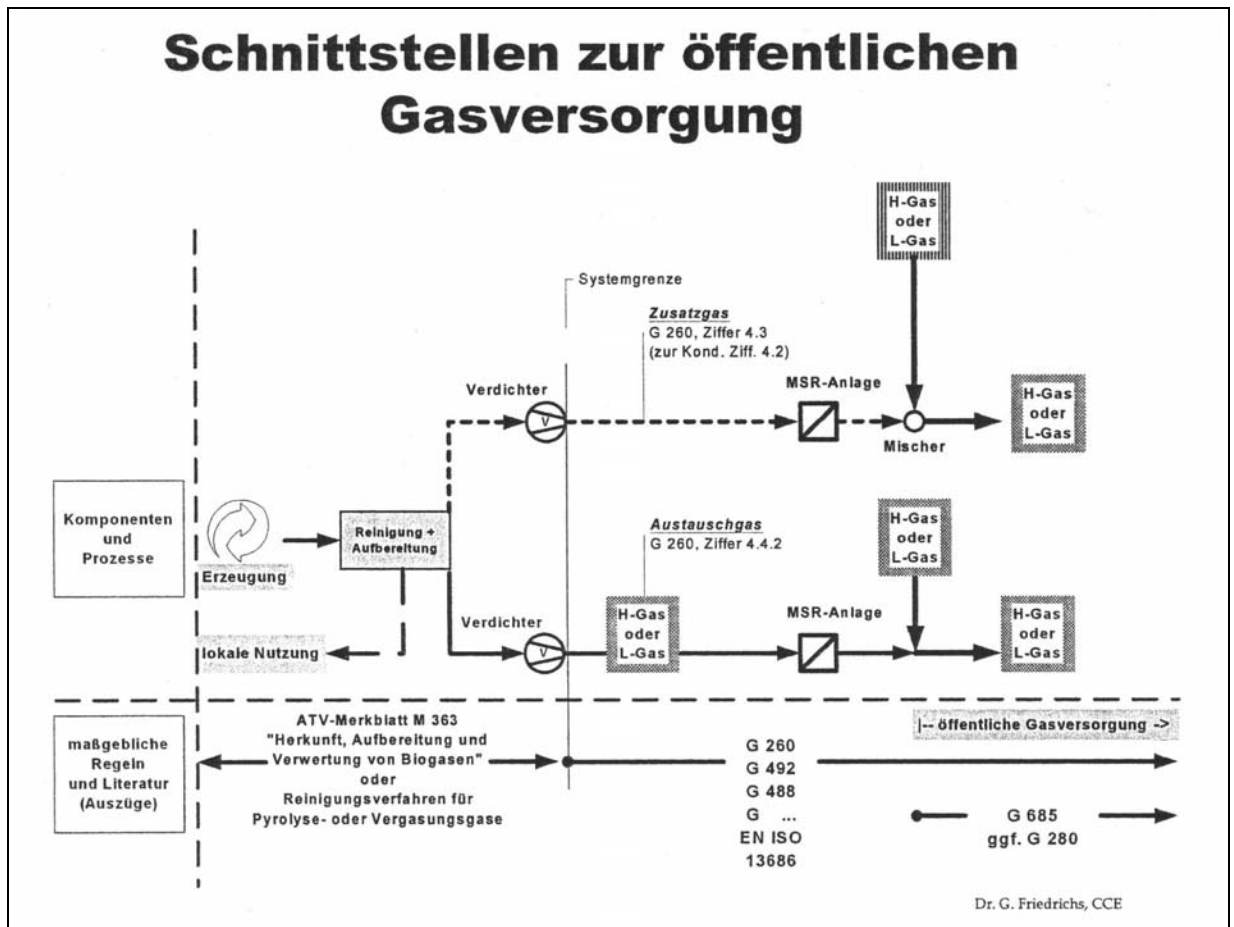 Schnittstellen zur öffentlichen
Gasversorgung
H-Gas
oder
L-Gas
Systemgrenze
Zusatzgas
G 260, Ziffer 4.3
(zur Kond. Ziff. 4.2)
Verdichter
V
MSR-Anlage
Mischer
H-Gas
oder
L-Gas
Komponenten
und
Prozesse
Erzeugung
Reinigung +
Aufbereitung
lokale Nutzung
Austauschgas
G 260, Ziffer 4.4.2
H-Gas
oder
L-Gas
Verdichter
V
H-Gas
oder
L-Gas
MSR-Anlage
H-Gas
oder
L-Gas
maßgebliche
Regeln
und Literatur
(Auszüge)
ATV-Merkblatt M 363
"Herkunft, Aufbereitung und
Verwertung von Biogasen"
oder
Reinigungsverfahren für
Pyrolyse- oder Vergasungsgase
G 260
G 492
G 488
G ...
EN ISO
13686
|-- öffentliche Gasversorgung ->
G 685
ggf. G 280
Dr. G. Friedrichs, CCE